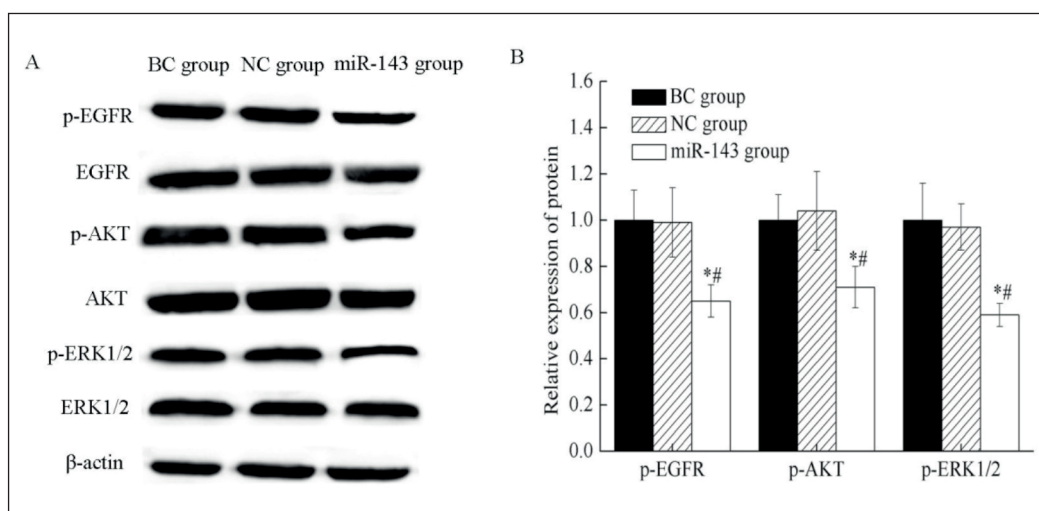 A
BC group NC group miR-143 group
p-EGFR
EGFR
p-AKT
AKT
p-ERK1/2
ERK1/2
β-actin
B
BC group
NC group
miR-143 group
Relative expression of protein
1.6
1.4
1.2
1.0
0.8
0.6
0.4
0.2
0.0
*#
*#
*#
p-EGFR p-AKT p-ERK1/2